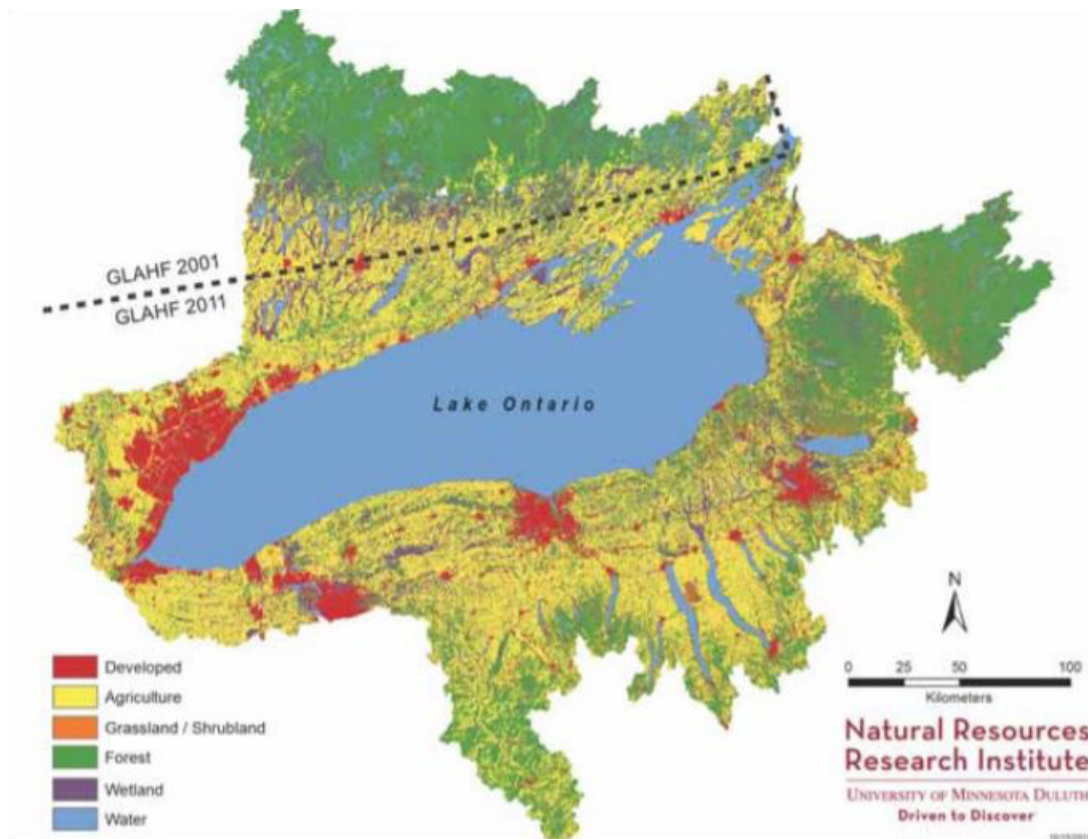 GLAHF 2001
GLAHF 2011
Lake Ontario
Developed
Agriculture
Grassland / Shrubland
Forest
Wetland
Water
N
0 25 50 100
Kilometers
Natural Resources
Research Institute
UNIVERSITY OF MINNESOTA DULUTH
Driven to Discover